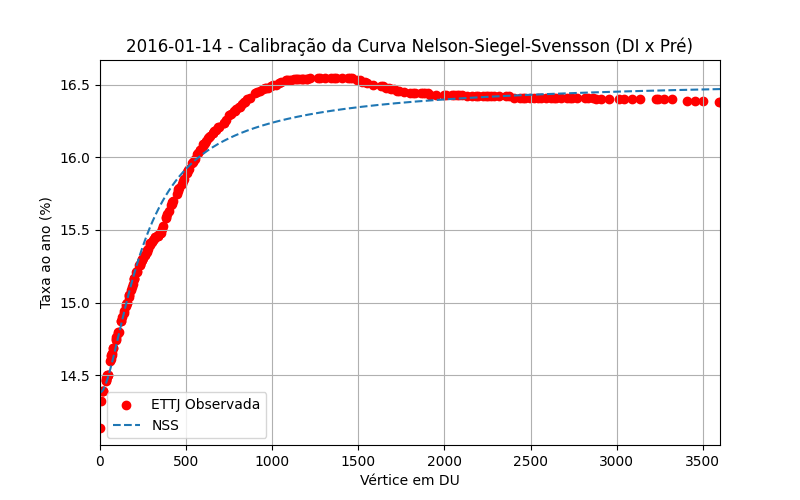 2016-01-14 - Calibração da Curva Nelson-Siegel-Svensson (DI x Pré)
Taxa ao ano (%)
16.5
16.0
15.5
15.0
14.5
ETTJ Observada
NSS
0 500 1000 1500 2000 2500 3000 3500
Vértice em DU